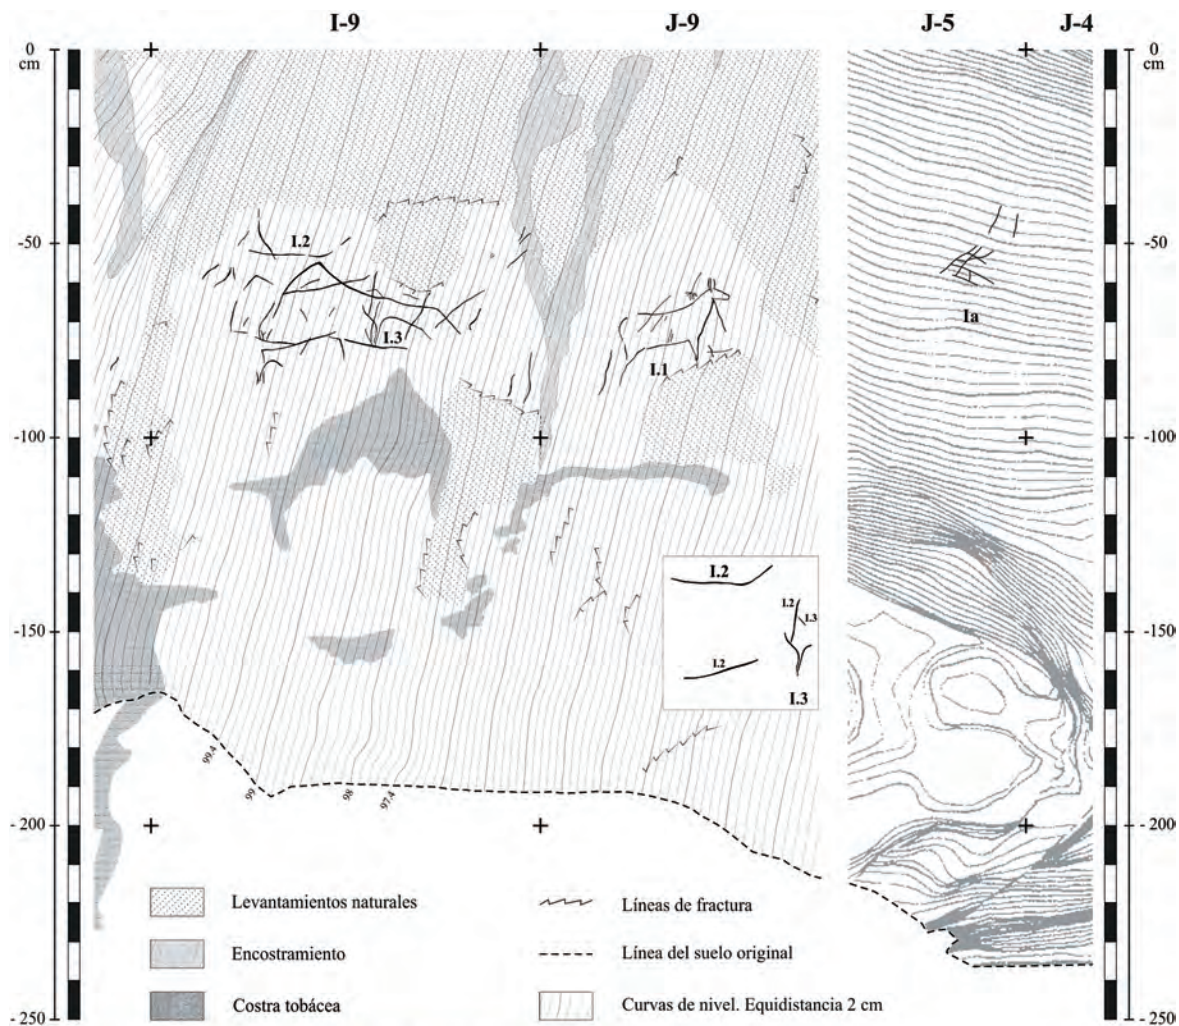 I-9 J-9 J-5 J-4
0 0
cm cm
-50 -50
I.2
Ia
I.3
I.1
-100 -100
I.2
I.2
I.3
-150 -150
I.2
I.3
99.4
99 98 97.4
-200 -200
Levantamientos naturales
Líneas de fractura
Encostramiento
Línea del suelo original
Costra tobácea
Curvas de nivel. Equidistancia 2 cm
-250 -250